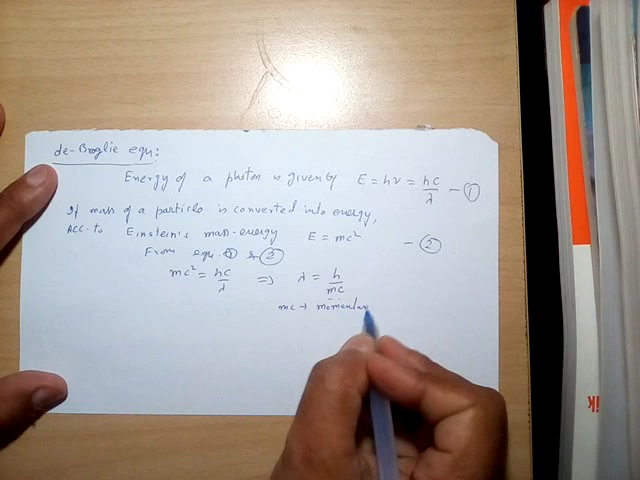 de-Broglie equ:
Energy of a photon is given by E = hν = hc/λ — ①
If mass of a particle is converted into energy,
Acc. to Einstein's mass-energy E = mc² — ②
From equ. ① & ②
mc² = hc/λ ⇒ λ = h/mc
mc → momentum
ik